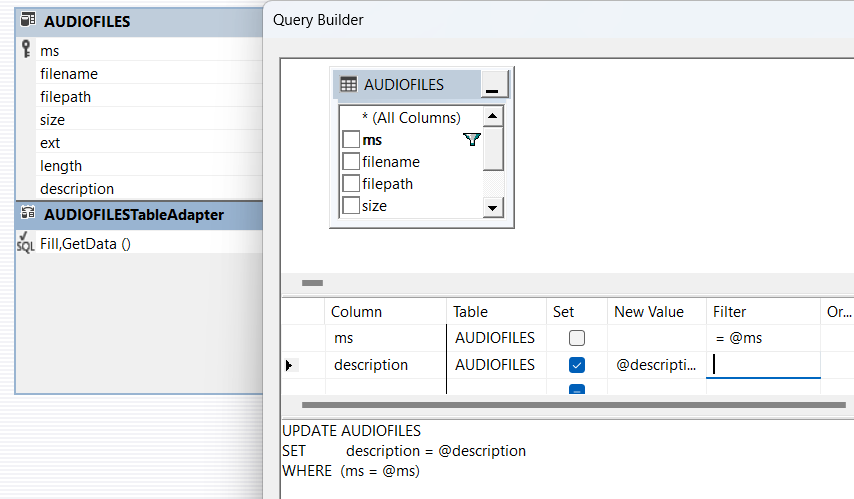 AUDIOFILES
ms
filename
filepath
size
ext
length
description
AUDIOFILESTableAdapter
SQL Fill,GetData ()
Query Builder
AUDIOFILES
* (All Columns)
ms
filename
filepath
size
Column Table Set New Value Filter Or...
ms AUDIOFILES = @ms
description AUDIOFILES @descripti...
UPDATE AUDIOFILES
SET description = @description
WHERE (ms = @ms)